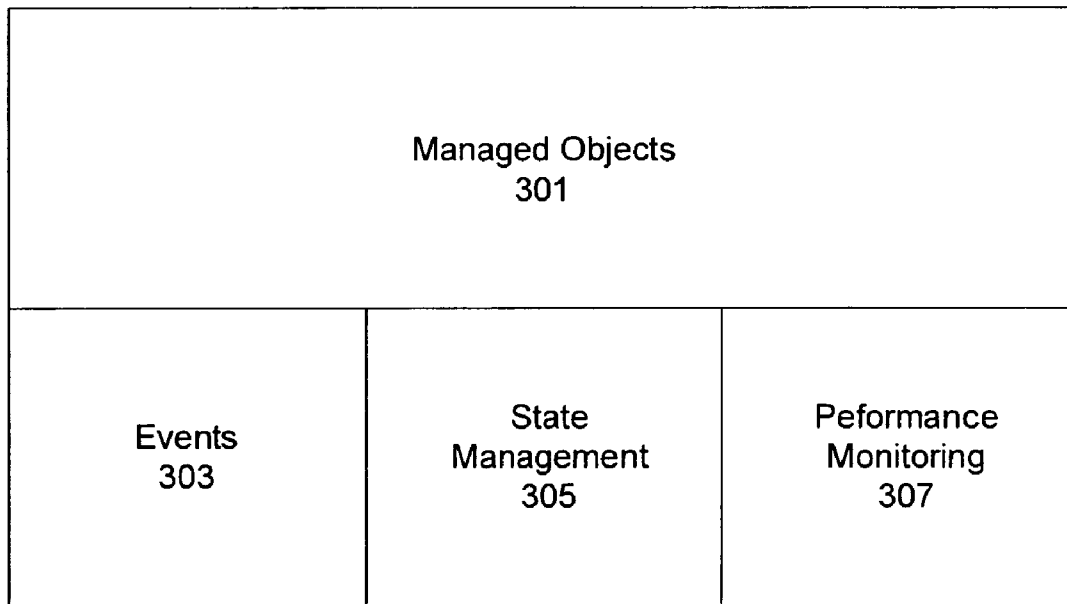 Managed Objects
301
Events
303
State
Management
305
Peformance
Monitoring
307